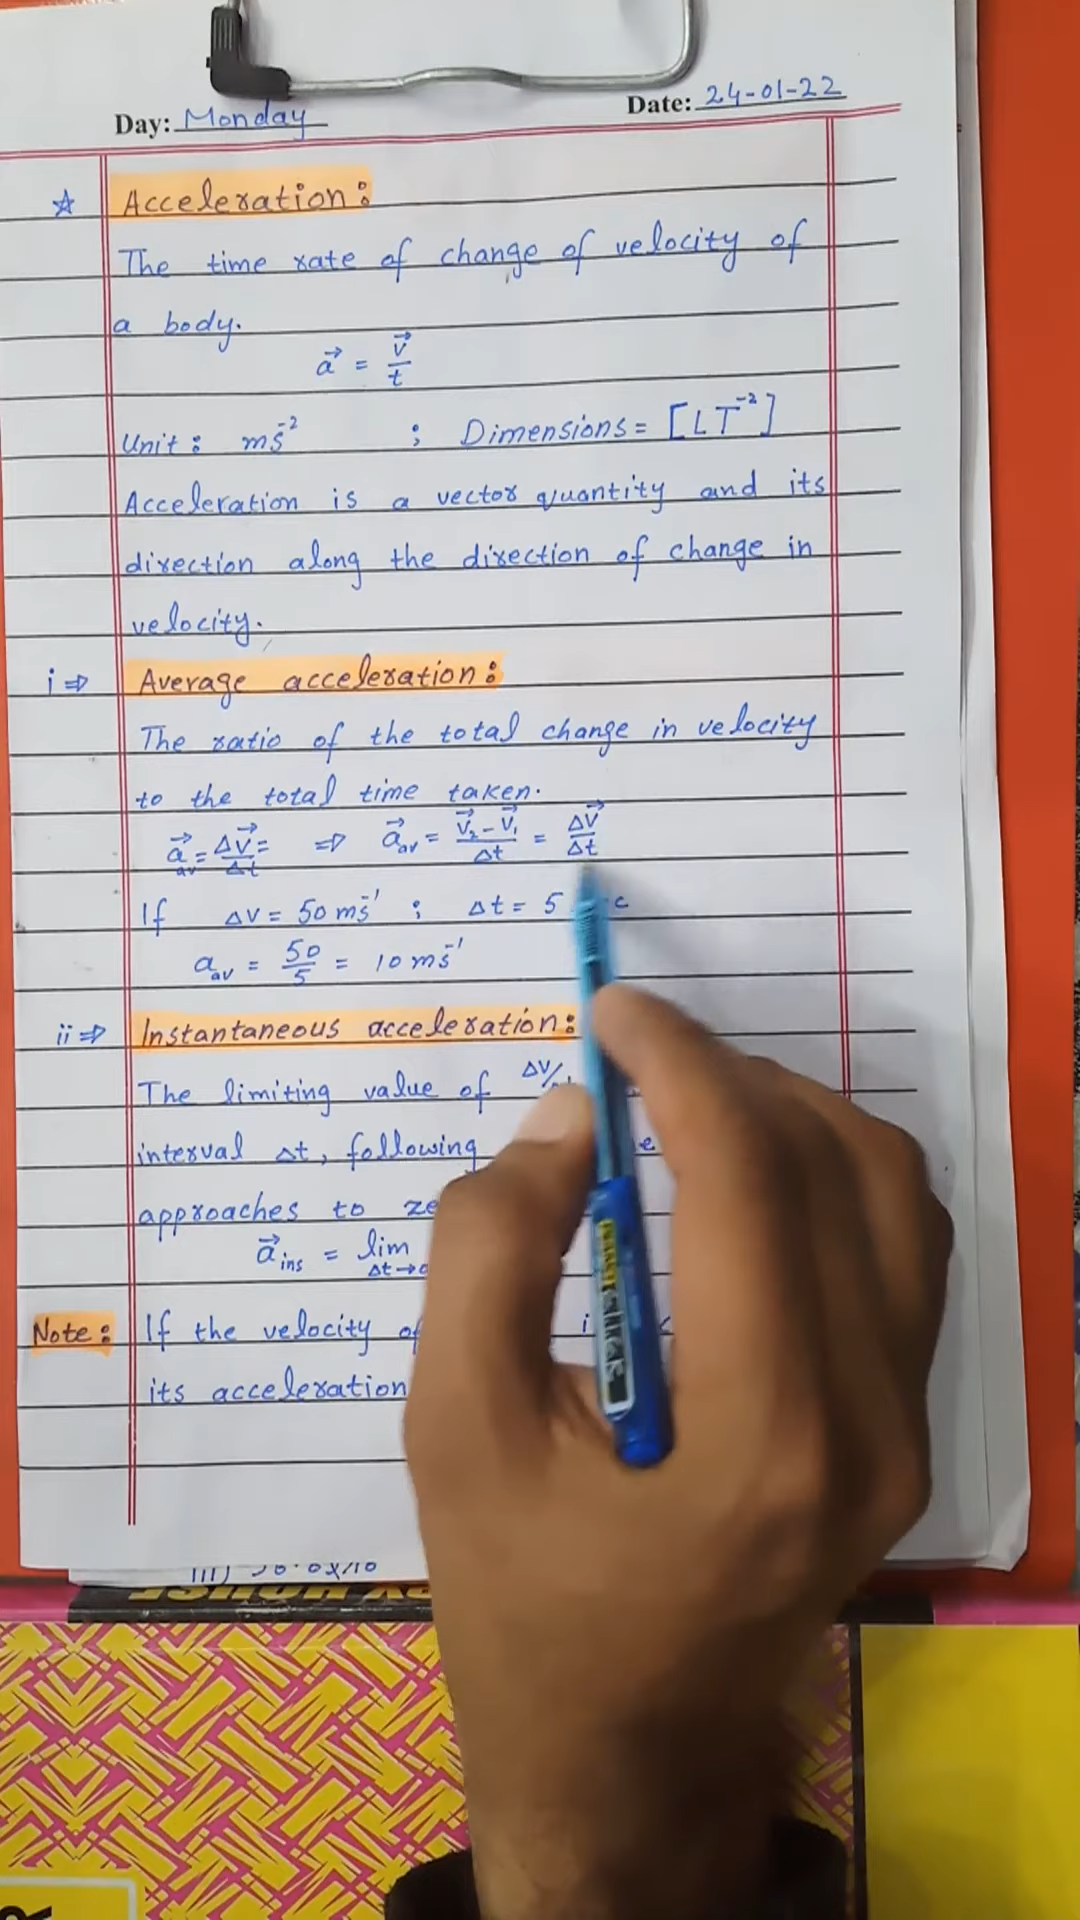 Day: Monday
Date: 24-01-22
☆ Acceleration:
The time rate of change of velocity of
a body.
a⃗ = v⃗/t
Unit: ms⁻² ; Dimensions = [LT⁻²]
Acceleration is a vector quantity and its
direction along the direction of change in
velocity.
i ⇒ Average acceleration:
The ratio of the total change in velocity
to the total time taken.
a⃗av = ΔV⃗/Δt = ⇒ a⃗av = V⃗₂ - V⃗₁/Δt = ΔV⃗/Δt
If ΔV = 50 ms⁻¹ ; Δt = 5
aav = 50/5 = 10 ms⁻¹
ii ⇒ Instantaneous acceleration:
The limiting value of ΔV/
interval Δt, following
approaches to
a⃗ins = lim Δt→o
Note: If the velocity of
its acceleration